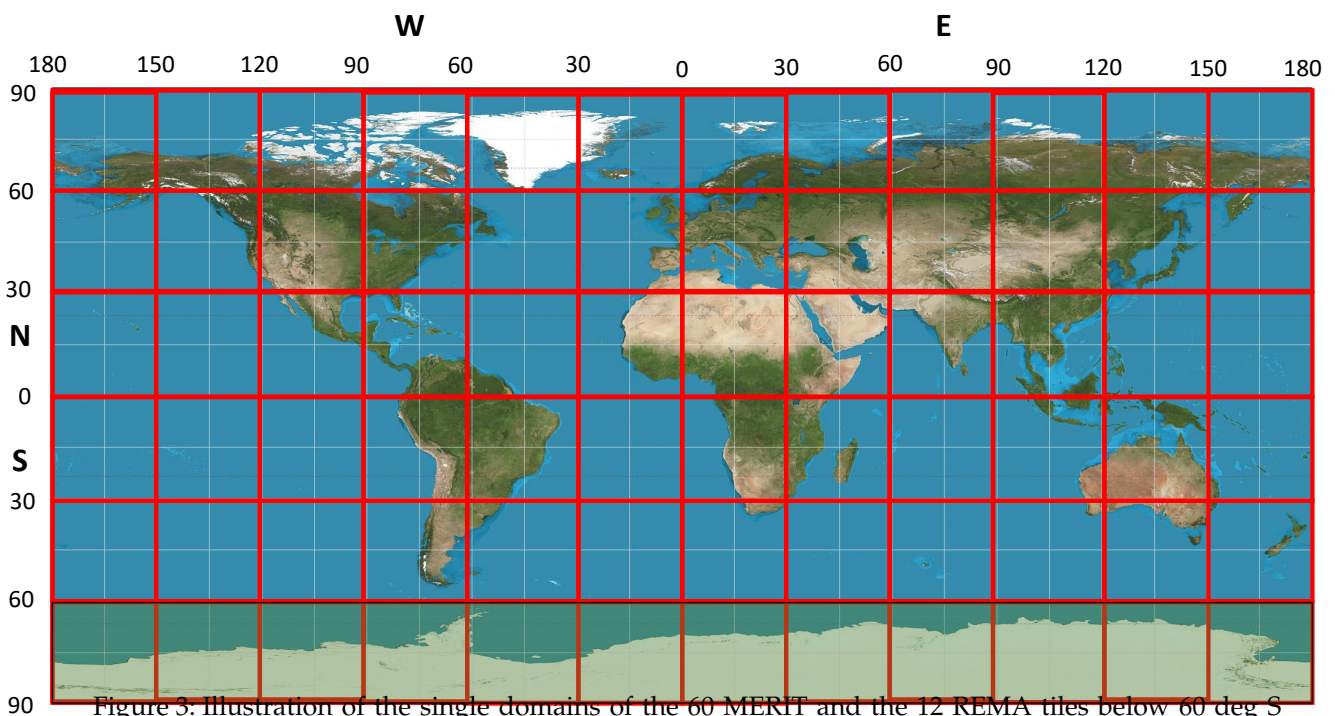 W E
180 150 120 90 60 30 0 30 60 90 120 150 180
90
60
30
N
0
S
30
60
90
Figure 3: Illustration of the single domains of the 60 MERIT and the 12 REMA tiles below 60 deg S